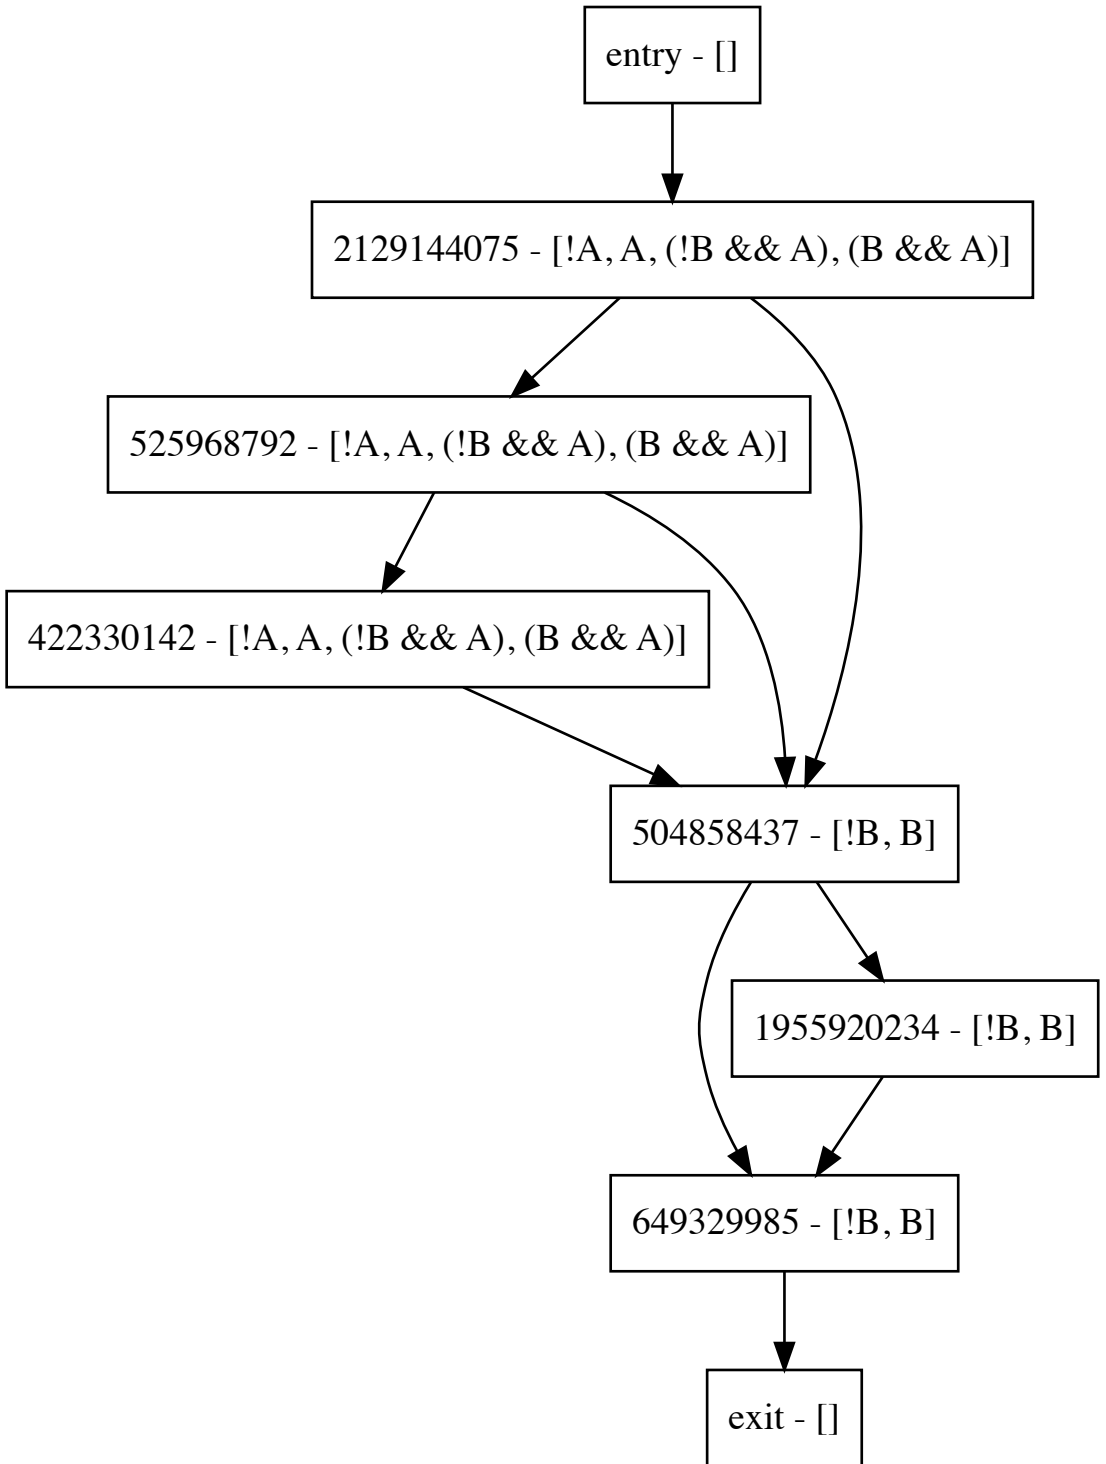 entry - []
2129144075 - [!A, A, (!B && A), (B && A)]
525968792 - [!A, A, (!B && A), (B && A)]
422330142 - [!A, A, (!B && A), (B && A)]
504858437 - [!B, B]
1955920234 - [!B, B]
649329985 - [!B, B]
exit - []